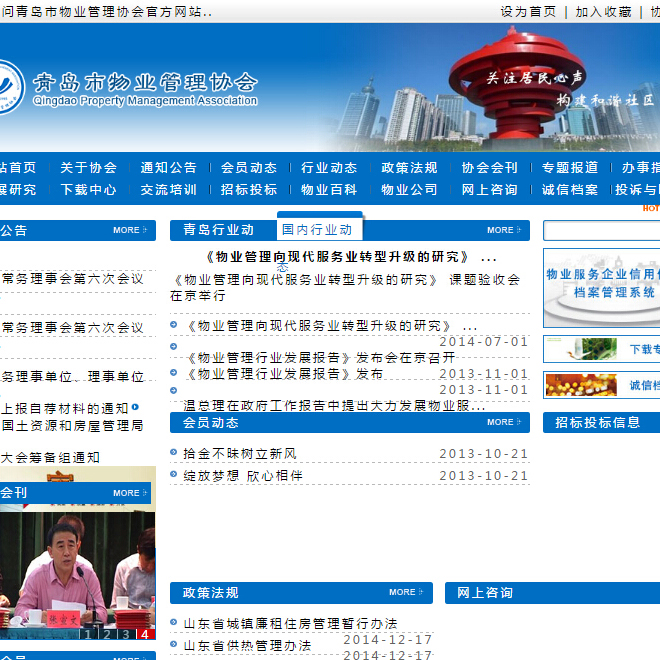 问青岛市物业管理协会官方网站..
设为首页 | 加入收藏 | 协
青岛市物业管理协会
Qingdao Property Management Association
关注居民心声
构建和谐社区
站首页 关于协会 通知公告 会员动态 行业动态 政策法规 协会会刊 专题报道 办事指
展研究 下载中心 交流培训 招标投标 物业百科 物业公司 网上咨询 诚信档案 投诉与
HOT
公告 MORE
常务理事会第六次会议
常务理事会第六次会议
务理事单位、理事单位
上报自荐材料的通知
国土资源和房屋管理局
大会筹备组通知
会刊 MORE
1 2 3 4
会员 MORE
青岛行业动 国内行业动态 MORE
《物业管理向现代服务业转型升级的研究》 ...
《物业管理向现代服务业转型升级的研究》 课题验收会
在京举行
《物业管理向现代服务业转型升级的研究》 ...
2014-07-01
《物业管理行业发展报告》发布会在京召开
《物业管理行业发展报告》发布 2013-11-01
2013-11-01
温总理在政府工作报告中提出大力发展物业服...
会员动态 MORE
拾金不昧树立新风 2013-10-21
绽放梦想 欣心相伴 2013-10-21
物业服务企业信用
档案管理系统
下载专
诚信档
招标投标信息
政策法规 MORE
山东省城镇廉租住房管理暂行办法
2014-12-17
山东省供热管理办法
2014-12-17
网上咨询